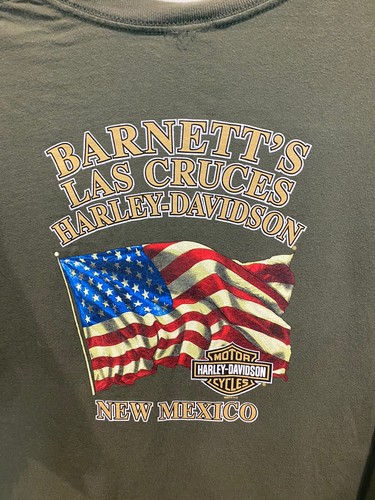 BARNETT'S
LAS CRUCES
HARLEY-DAVIDSON
MOTOR
HARLEY-DAVIDSON
CYCLES
NEW MEXICO